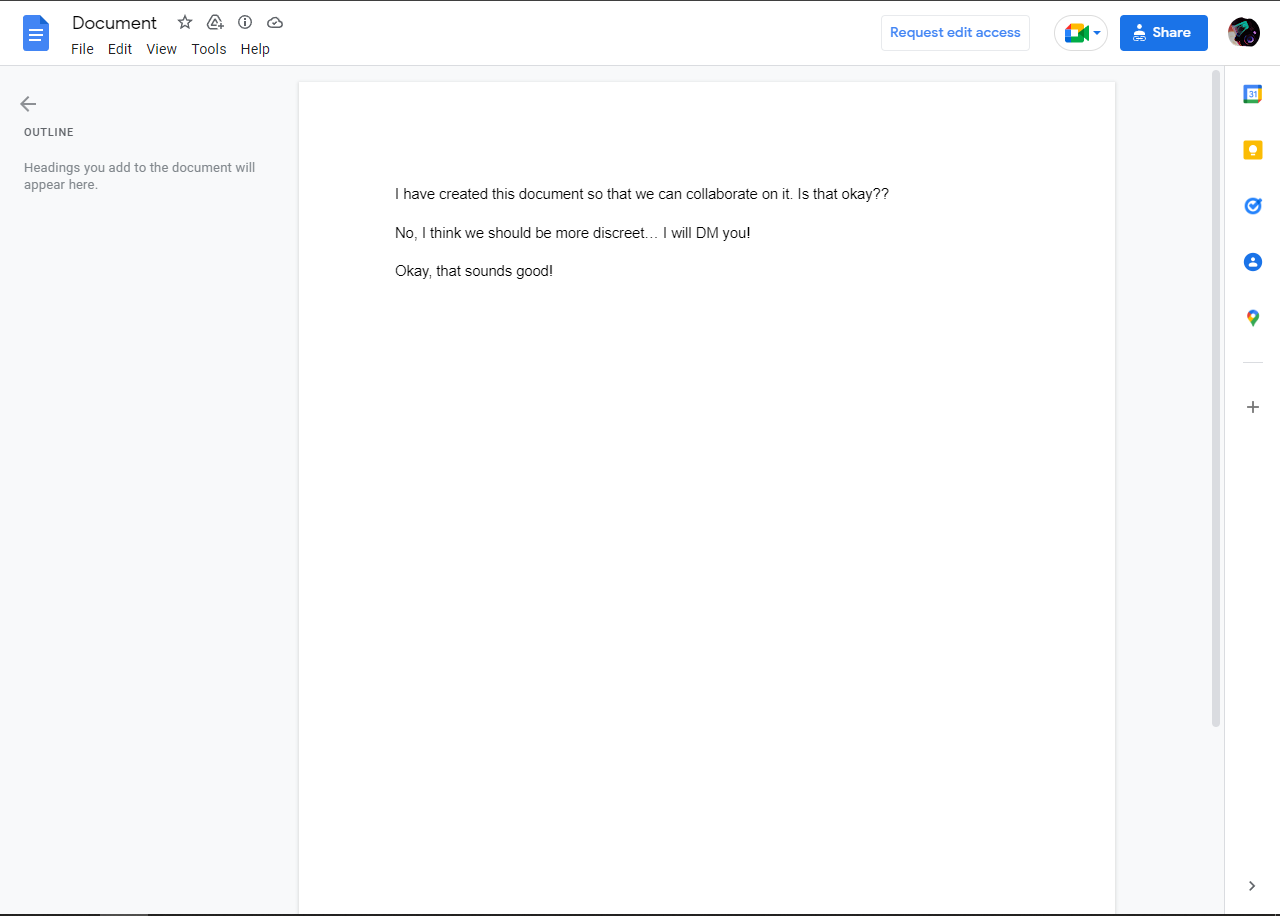 Document
File Edit View Tools Help
Request edit access
Share
OUTLINE
Headings you add to the document will
appear here.
I have created this document so that we can collaborate on it. Is that okay??
No, I think we should be more discreet… I will DM you!
Okay, that sounds good!
31